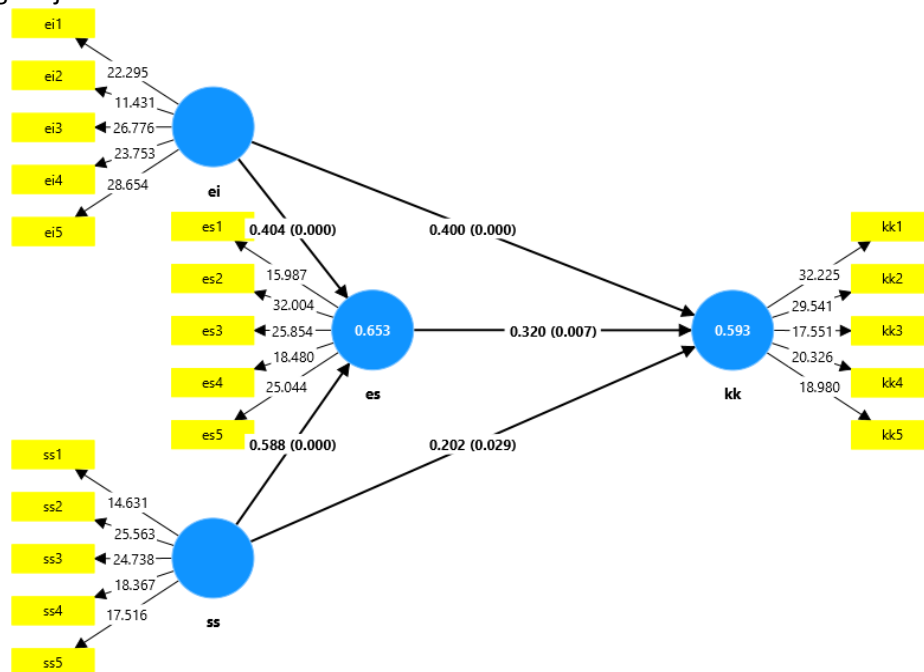 ei1
ei2
ei3
ei4
ei5
22.295
11.431
26.776
23.753
28.654
ei
0.404 (0.000)
0.400 (0.000)
es1
es2
es3
es4
es5
15.987
32.004
25.854
18.480
25.044
0.653
es
0.320 (0.007)
0.593
kk
32.225
29.541
17.551
20.326
18.980
kk1
kk2
kk3
kk4
kk5
0.588 (0.000)
0.202 (0.029)
ss1
ss2
ss3
ss4
ss5
14.631
25.563
24.738
18.367
17.516
ss